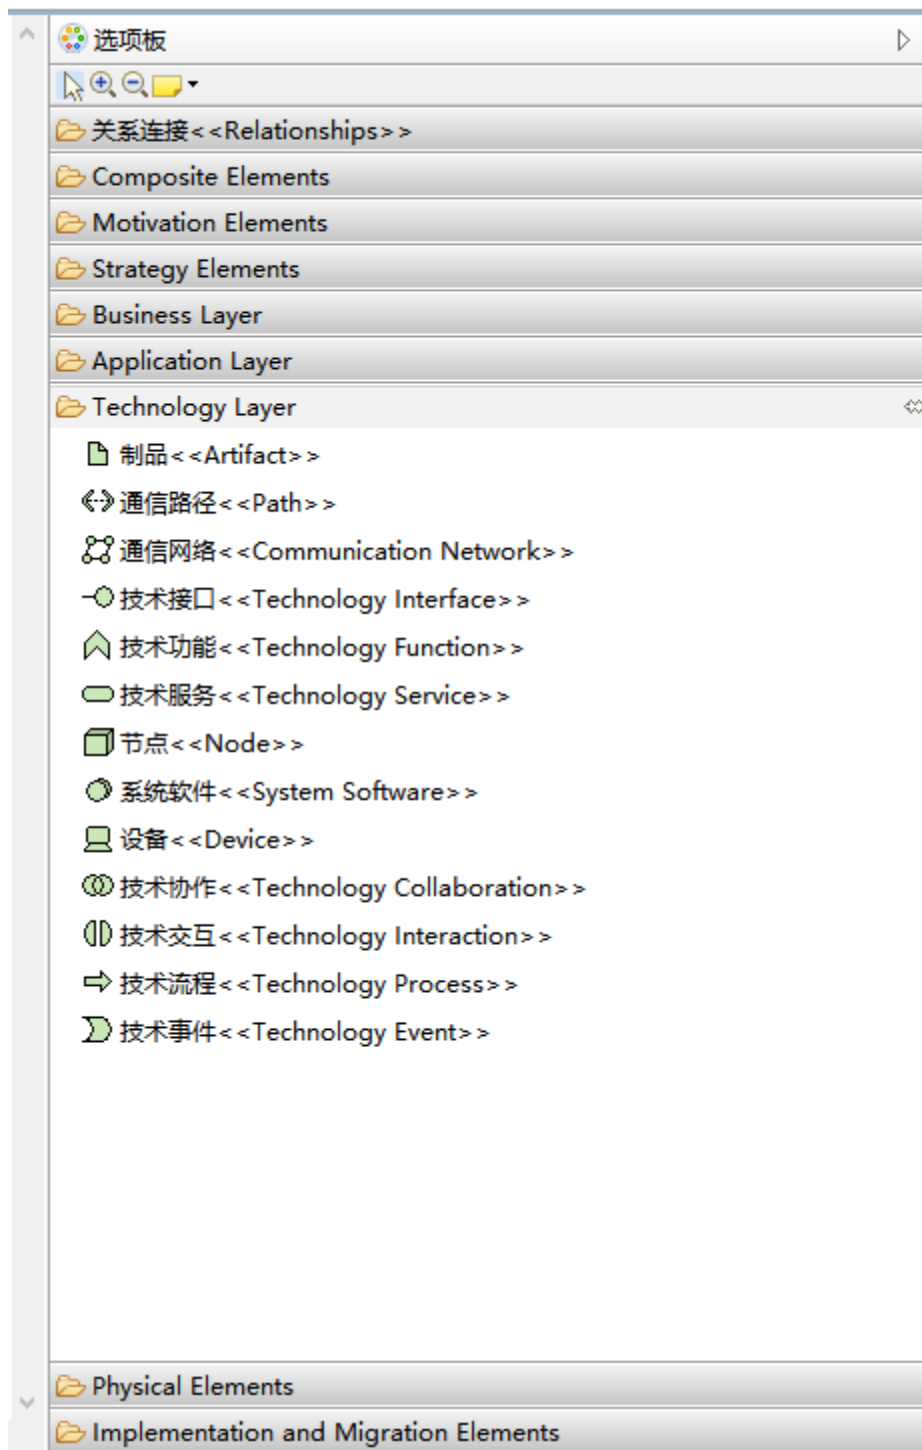 选项板
关系连接<<Relationships>>
Composite Elements
Motivation Elements
Strategy Elements
Business Layer
Application Layer
Technology Layer
制品<<Artifact>>
通信路径<<Path>>
通信网络<<Communication Network>>
技术接口<<Technology Interface>>
技术功能<<Technology Function>>
技术服务<<Technology Service>>
节点<<Node>>
系统软件<<System Software>>
设备<<Device>>
技术协作<<Technology Collaboration>>
技术交互<<Technology Interaction>>
技术流程<<Technology Process>>
技术事件<<Technology Event>>
Physical Elements
Implementation and Migration Elements